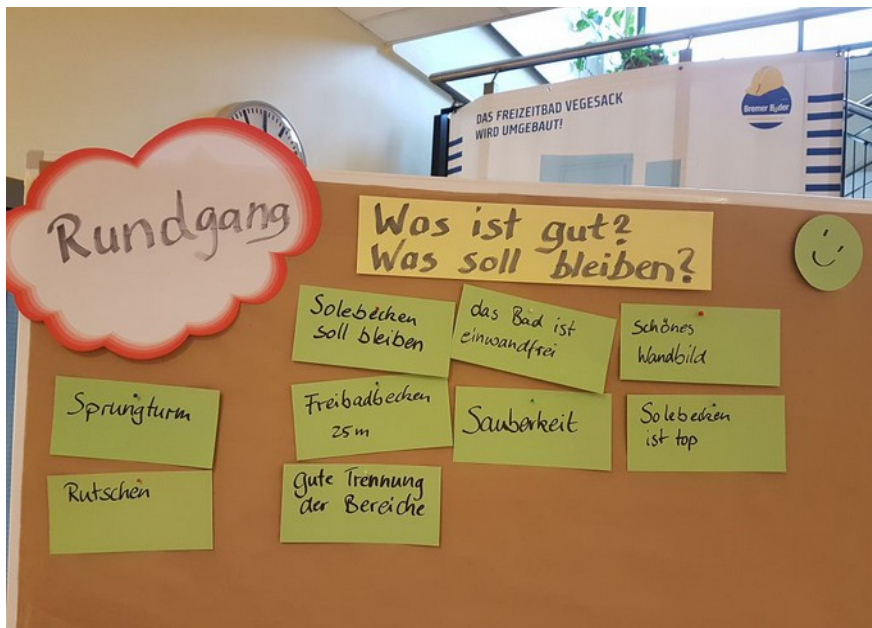 DAS FREIZEITBAD VEGESACK
WIRD UMGEBAUT!
Bremer Bäder
Rundgang
Was ist gut?
Was soll bleiben?
Solebecken
soll bleiben
das Bad ist
einwandfrei
Schönes
Wandbild
Sprungturm
Freibadbecken
25m
Sauberkeit
Solebecken
ist top
Rutschen
gute Trennung
der Bereiche